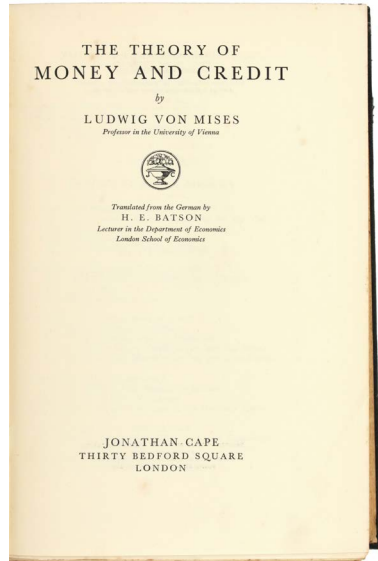 THE THEORY OF
MONEY AND CREDIT
by
LUDWIG VON MISES
Professor in the University of Vienna
Translated from the German by
H. E. BATSON
Lecturer in the Department of Economics
London School of Economics
JONATHAN CAPE
THIRTY BEDFORD SQUARE
LONDON